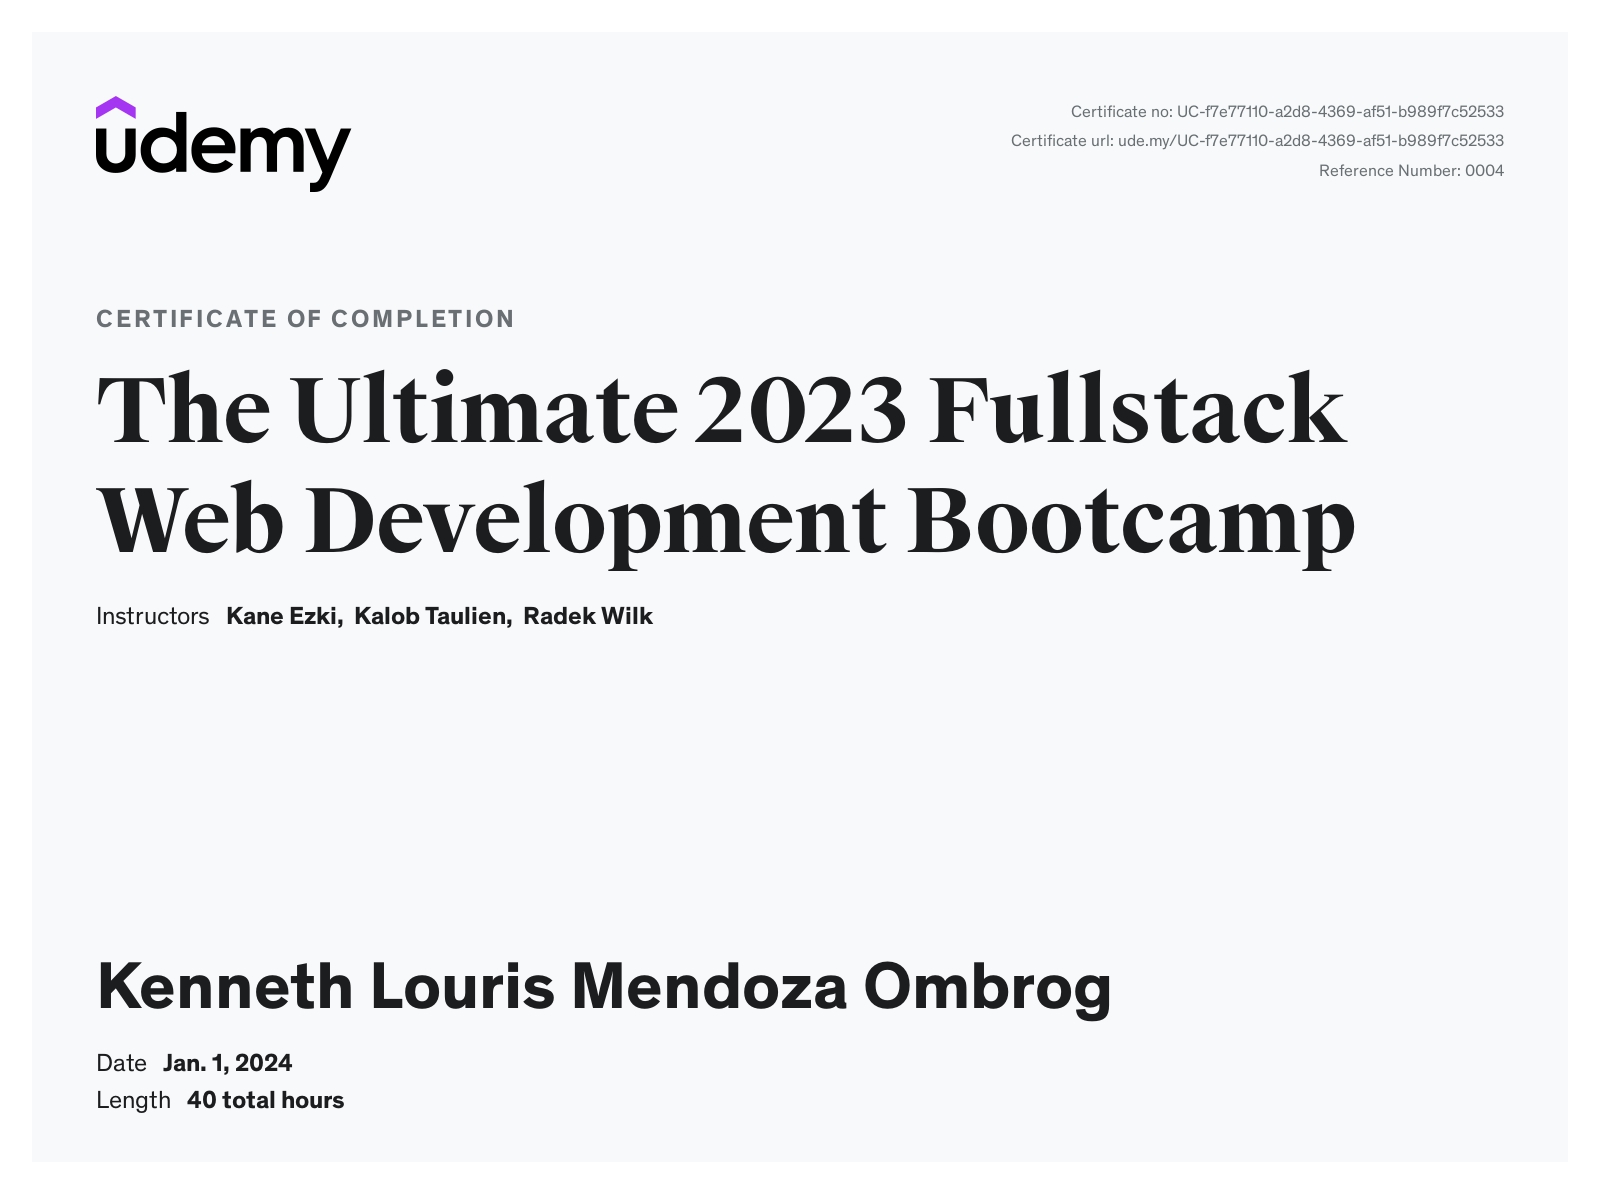 udemy
Certificate no: UC-f7e77110-a2d8-4369-af51-b989f7c52533
Certificate url: ude.my/UC-f7e77110-a2d8-4369-af51-b989f7c52533
Reference Number: 0004
CERTIFICATE OF COMPLETION
The Ultimate 2023 Fullstack
Web Development Bootcamp
Instructors Kane Ezki, Kalob Taulien, Radek Wilk
Kenneth Louris Mendoza Ombrog
Date Jan. 1, 2024
Length 40 total hours